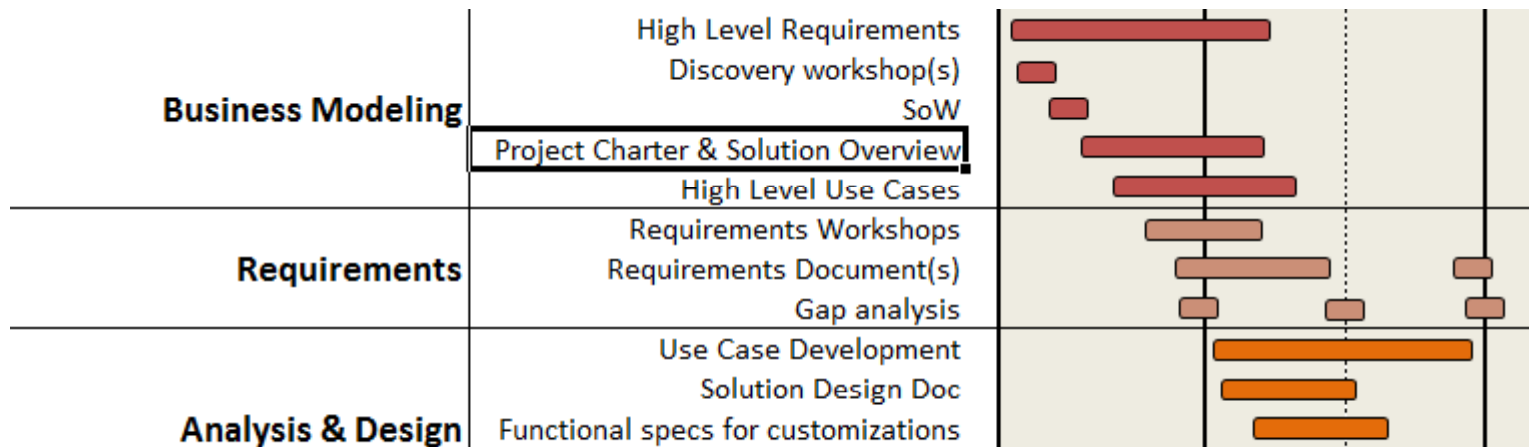 High Level Requirements
Discovery workshop(s)
Business Modeling
SoW
Project Charter & Solution Overview
High Level Use Cases
Requirements Workshops
Requirements
Requirements Document(s)
Gap analysis
Use Case Development
Solution Design Doc
Analysis & Design
Functional specs for customizations